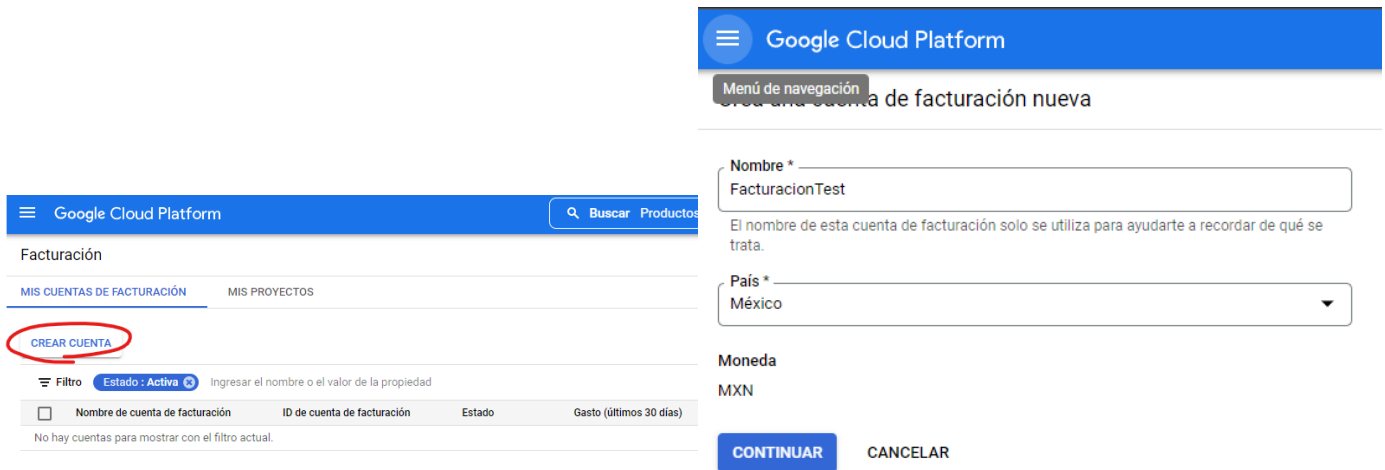 Google Cloud Platform
Buscar Productos
Facturación
MIS CUENTAS DE FACTURACIÓN MIS PROYECTOS
CREAR CUENTA
Filtro Estado : Activa Ingresar el nombre o el valor de la propiedad
Nombre de cuenta de facturación ID de cuenta de facturación Estado Gasto (últimos 30 días)
No hay cuentas para mostrar con el filtro actual.
Google Cloud Platform
Menú de navegación
Crea una cuenta de facturación nueva
Nombre *
FacturacionTest
El nombre de esta cuenta de facturación solo se utiliza para ayudarte a recordar de qué se
trata.
País *
México
Moneda
MXN
CONTINUAR CANCELAR